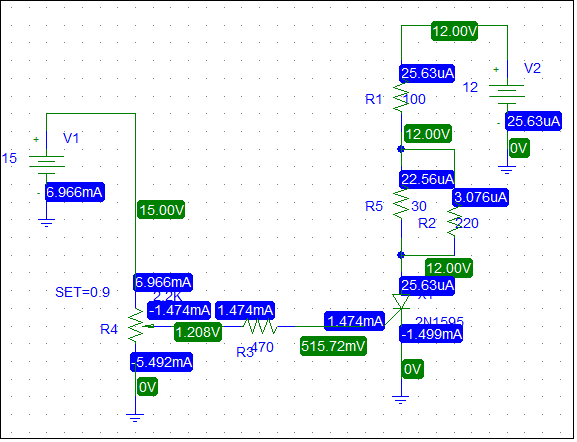 12.00V
V2
+
25.63uA
12
R1 100
-
25.63uA
12.00V
V1
+
0V
15
22.56uA
-
6.966mA
3.076uA
R5 30
R2 220
15.00V
12.00V
6.966mA
25.63uA
SET=0.9
2.2K
X1
-1.474mA
1.474mA
1.474mA
2N1595
R4
1.208V
-1.499mA
R3 470
515.72mV
-5.492mA
0V
0V